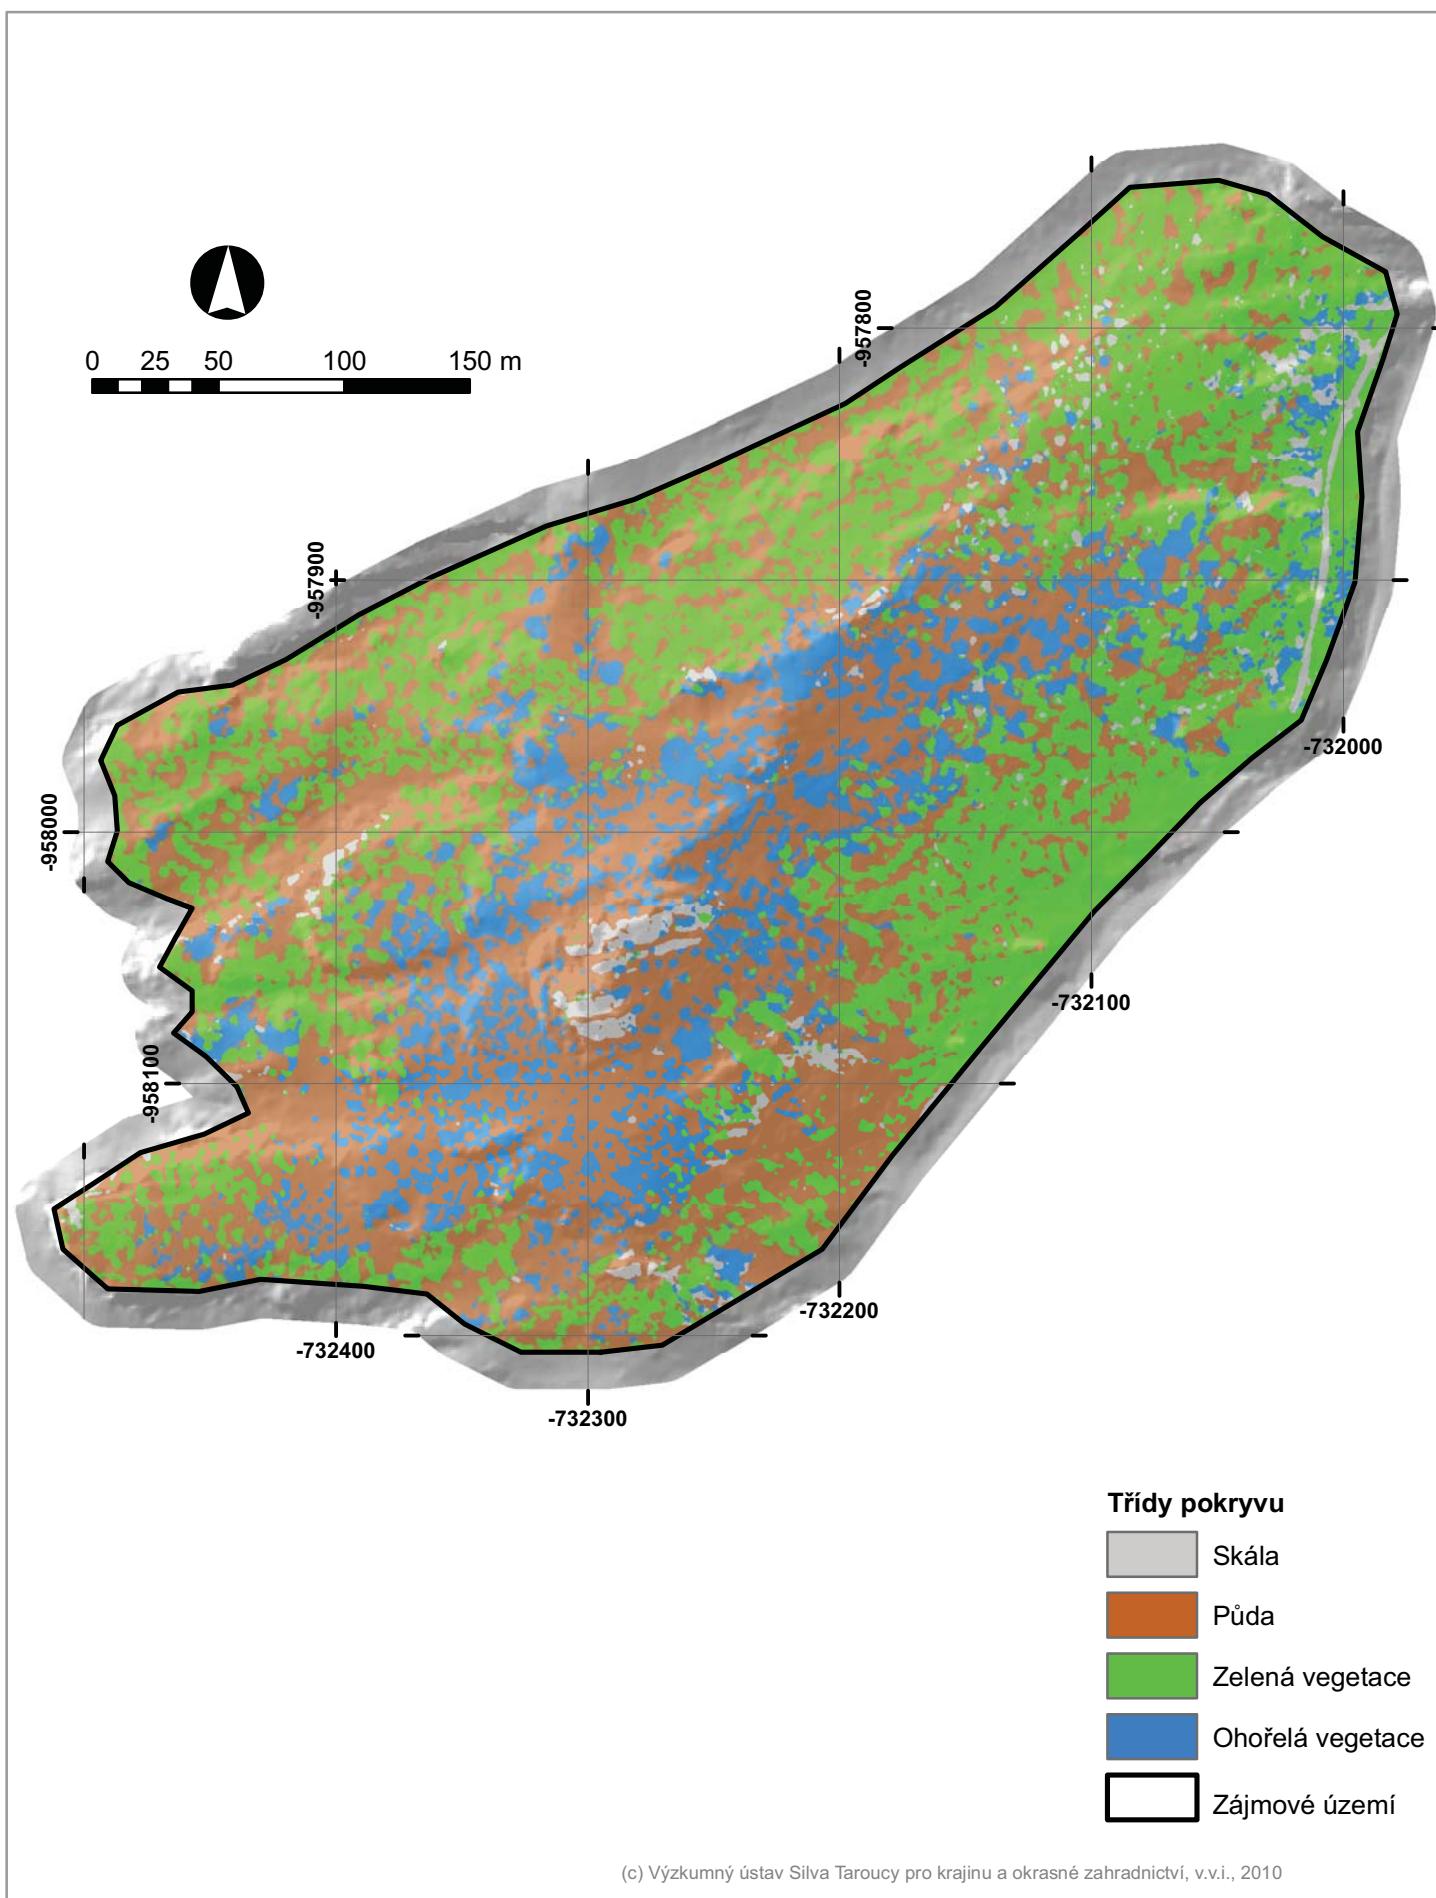 -957800
0 25 50 100 150 m
-957900
-732000
-958000
-732100
-958100
-732200
-732400
-732300
Třídy pokryvu
Skála
Půda
Zelená vegetace
Ohořelá vegetace
Zájmové území
(c) Výzkumný ústav Silva Taroucy pro krajinu a okrasné zahradnictví, v.v.i., 2010